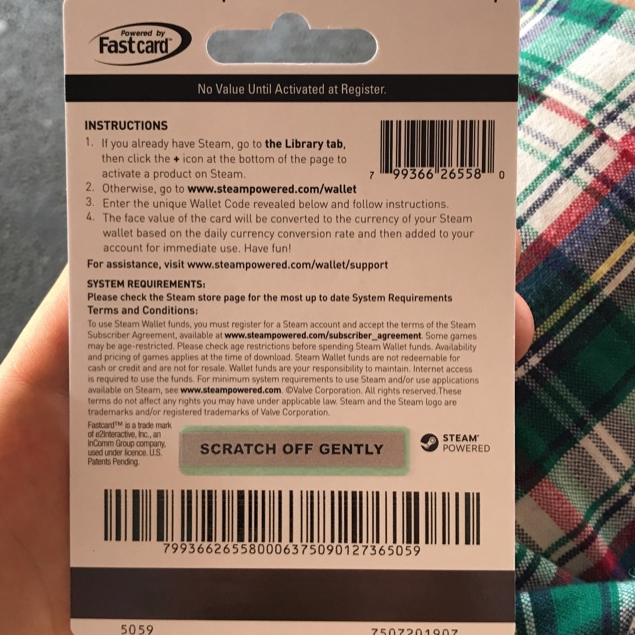 Powered by
Fastcard™
No Value Until Activated at Register.
INSTRUCTIONS
1. If you already have Steam, go to the Library tab,
then click the + icon at the bottom of the page to
activate a product on Steam.
2. Otherwise, go to www.steampowered.com/wallet
3. Enter the unique Wallet Code revealed below and follow instructions.
4. The face value of the card will be converted to the currency of your Steam
wallet based on the daily currency conversion rate and then added to your
account for immediate use. Have fun!
7 99366 26558 0
For assistance, visit www.steampowered.com/wallet/support
SYSTEM REQUIREMENTS:
Please check the Steam store page for the most up to date System Requirements
Terms and Conditions:
To use Steam Wallet funds, you must register for a Steam account and accept the terms of the Steam
Subscriber Agreement, available at www.steampowered.com/subscriber_agreement. Some games
may be age-restricted. Please check age restrictions before spending Steam Wallet funds. Availability
and pricing of games applies at the time of download. Steam Wallet funds are not redeemable for
cash or credit and are not for resale. Wallet funds are your responsibility to maintain. Internet access
is required to use the funds. For minimum system requirements to use Steam and/or use applications
available on Steam, see www.steampowered.com. ©Valve Corporation. All rights reserved.These
terms do not affect any rights you may have under applicable law. Steam and the Steam logo are
trademarks and/or registered trademarks of Valve Corporation.
Fastcard™ is a trade mark
of e2interactive, Inc., an
InComm Group company,
used under licence. U.S.
Patents Pending.
SCRATCH OFF GENTLY
STEAM™
POWERED
799366265580006375090127365059
5059
7507201907